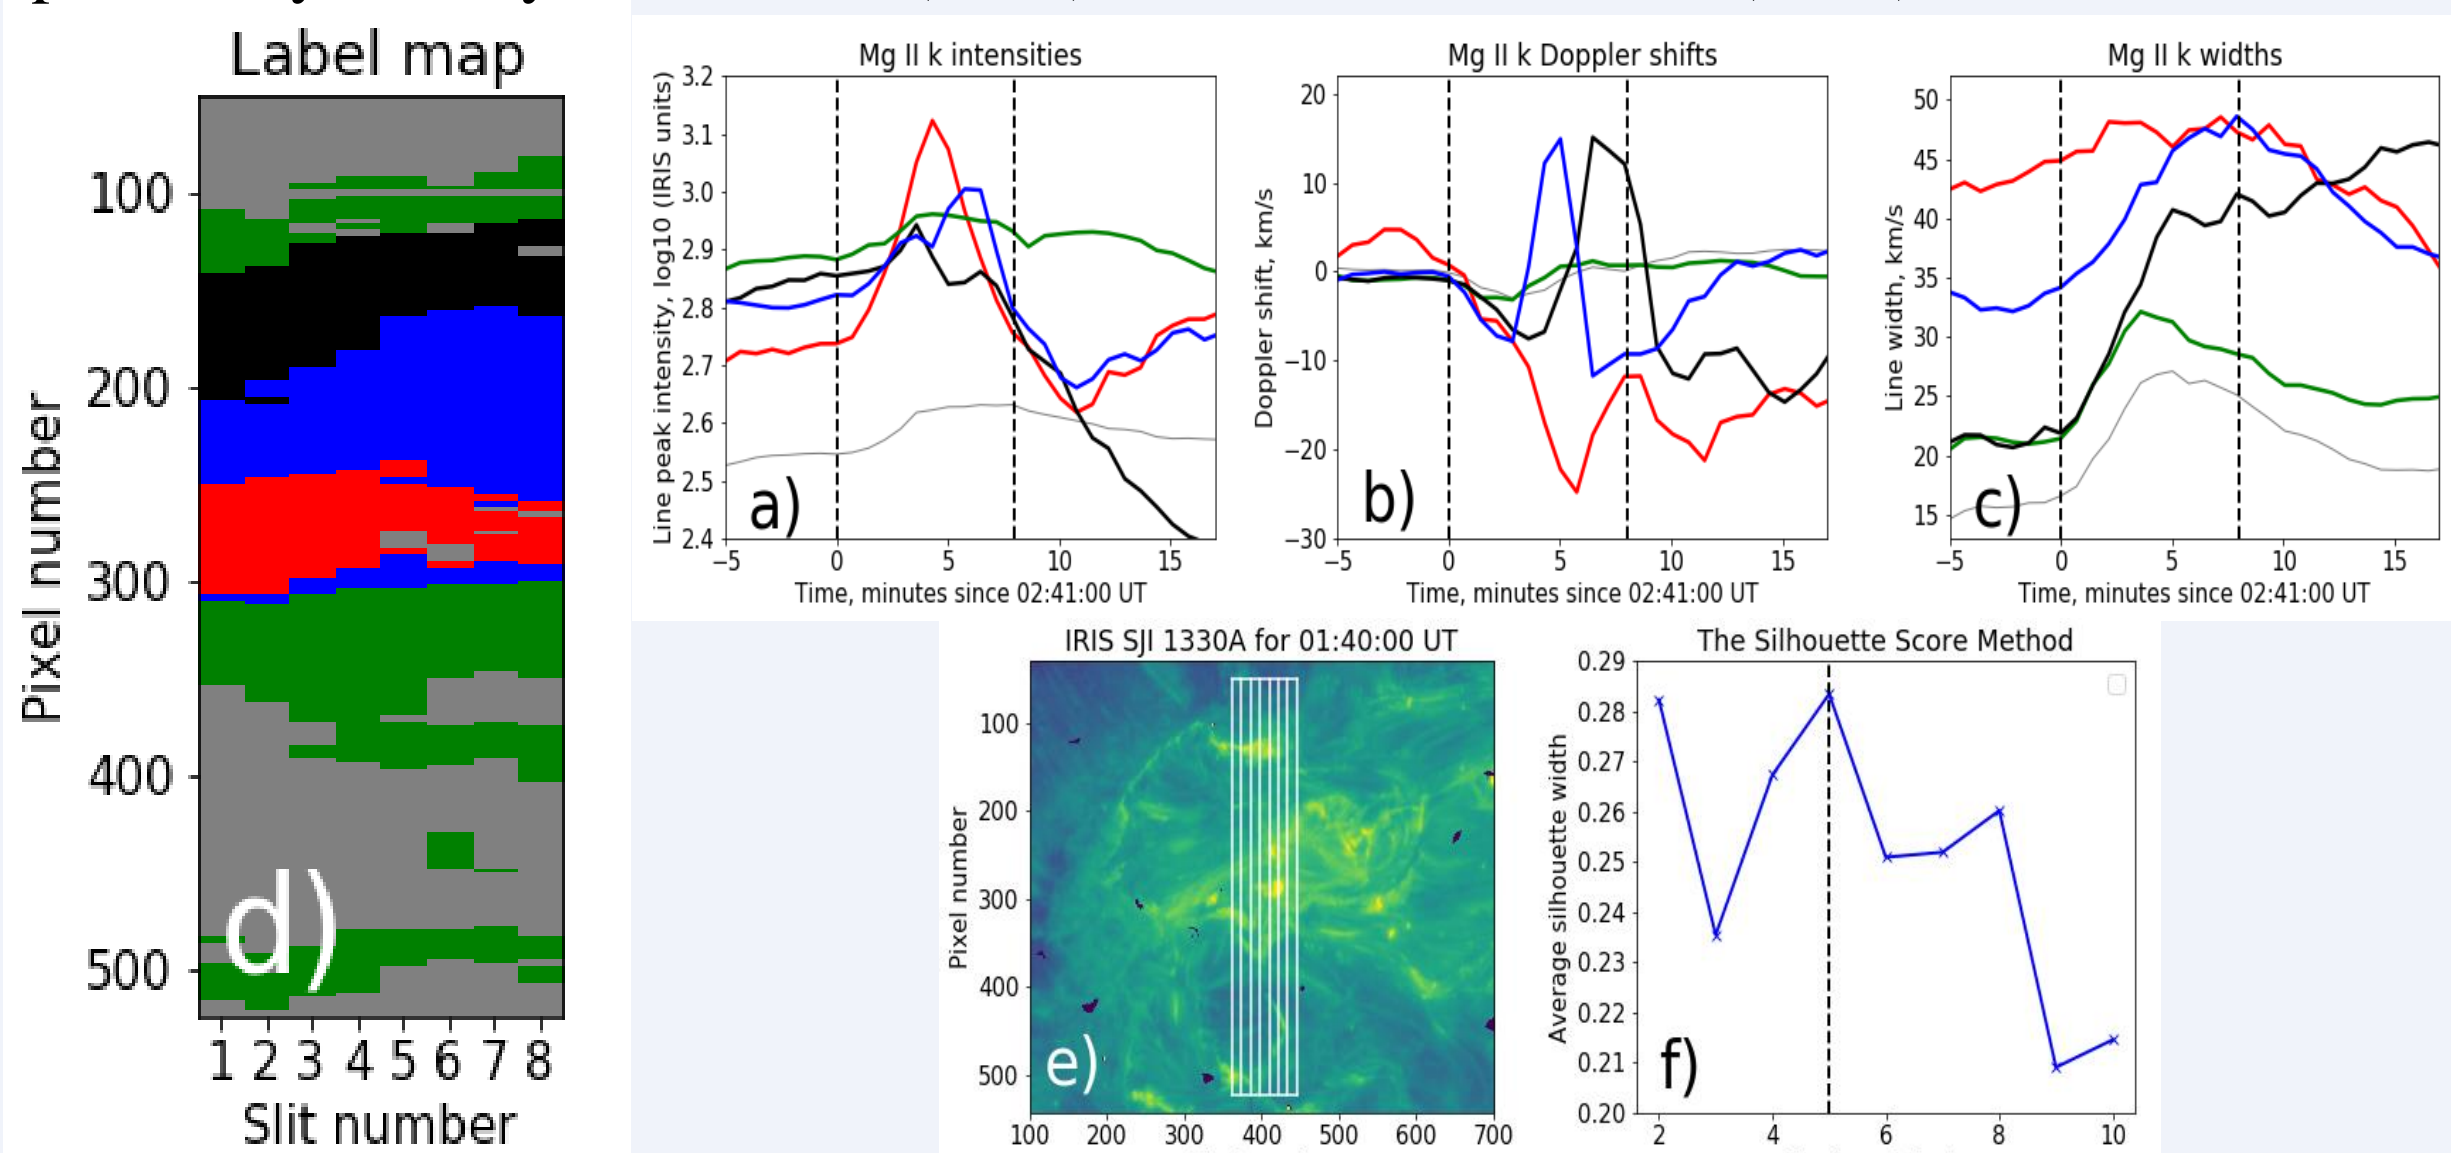 Label map
100
200
300
400
500
Pixel number
d)
1 2 3 4 5 6 7 8
Slit number
Mg II k intensities
Line peak intensity, log10 (IRIS units)
3.2
3.1
3.0
2.9
2.8
2.7
2.6
2.5
2.4
a)
−5 0 5 10 15
Time, minutes since 02:41:00 UT
Mg II k Doppler shifts
Doppler shift, km/s
20
10
0
−10
−20
−30
b)
−5 0 5 10 15
Time, minutes since 02:41:00 UT
Mg II k widths
Line width, km/s
50
45
40
35
30
25
20
15
c)
−5 0 5 10 15
Time, minutes since 02:41:00 UT
IRIS SJI 1330A for 01:40:00 UT
Pixel number
100
200
300
400
500
e)
100 200 300 400 500 600 700
The Silhouette Score Method
Average silhouette width
0.29
0.28
0.27
0.26
0.25
0.24
0.23
0.22
0.21
0.20
f)
2 4 6 8 10